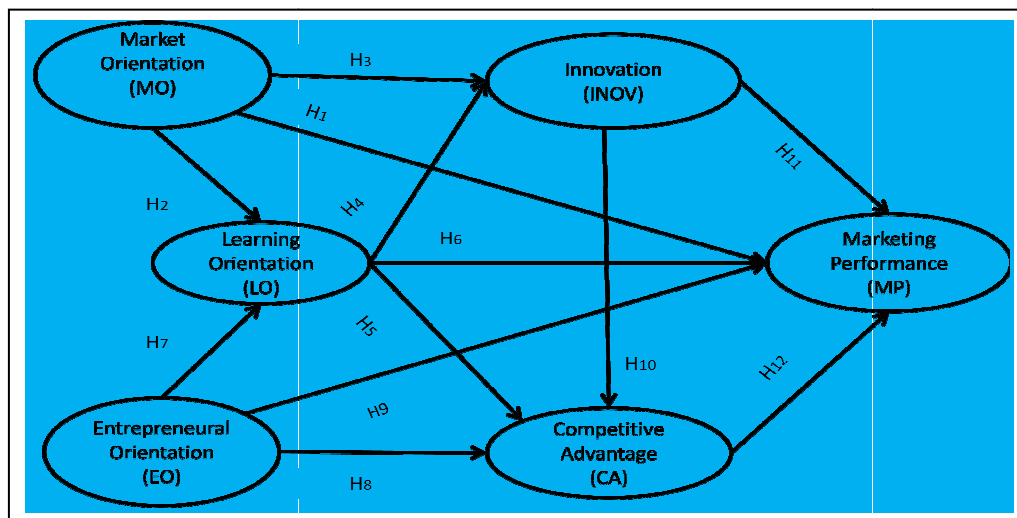 Market
Orientation
(MO)
H3
Innovation
(INOV)
H1
H11
H2
H4
Learning
Orientation
(LO)
H6
Marketing
Performance
(MP)
H5
H7
H10
H12
H9
Entrepreneural
Orientation
(EO)
Competitive
Advantage
(CA)
H8